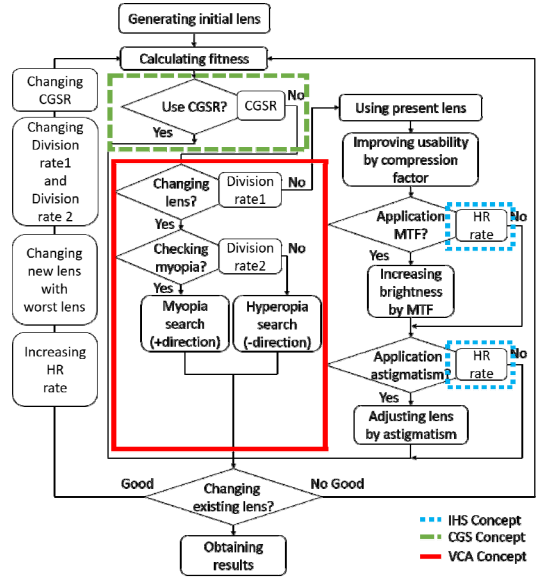 Generating initial lens
Calculating fitness
Changing
CGSR
Changing
Division
rate1
and
Division
rate 2
Changing
new lens
with
worst lens
Increasing
HR
rate
Use CGSR?
CGSR
No
Yes
Changing
lens?
Division
rate1
No
Yes
Checking
myopia?
Division
rate2
No
Yes
Myopia
search
(+direction)
Hyperopia
search
(-direction)
Using present lens
Improving usability
by compression
factor
Application
MTF?
HR
rate
No
Yes
Increasing
brightness
by MTF
Application
astigmatism?
HR
rate
No
Yes
Adjusting lens
by astigmatism
Good
No Good
Changing
existing lens?
Obtaining
results
IHS Concept
CGS Concept
VCA Concept